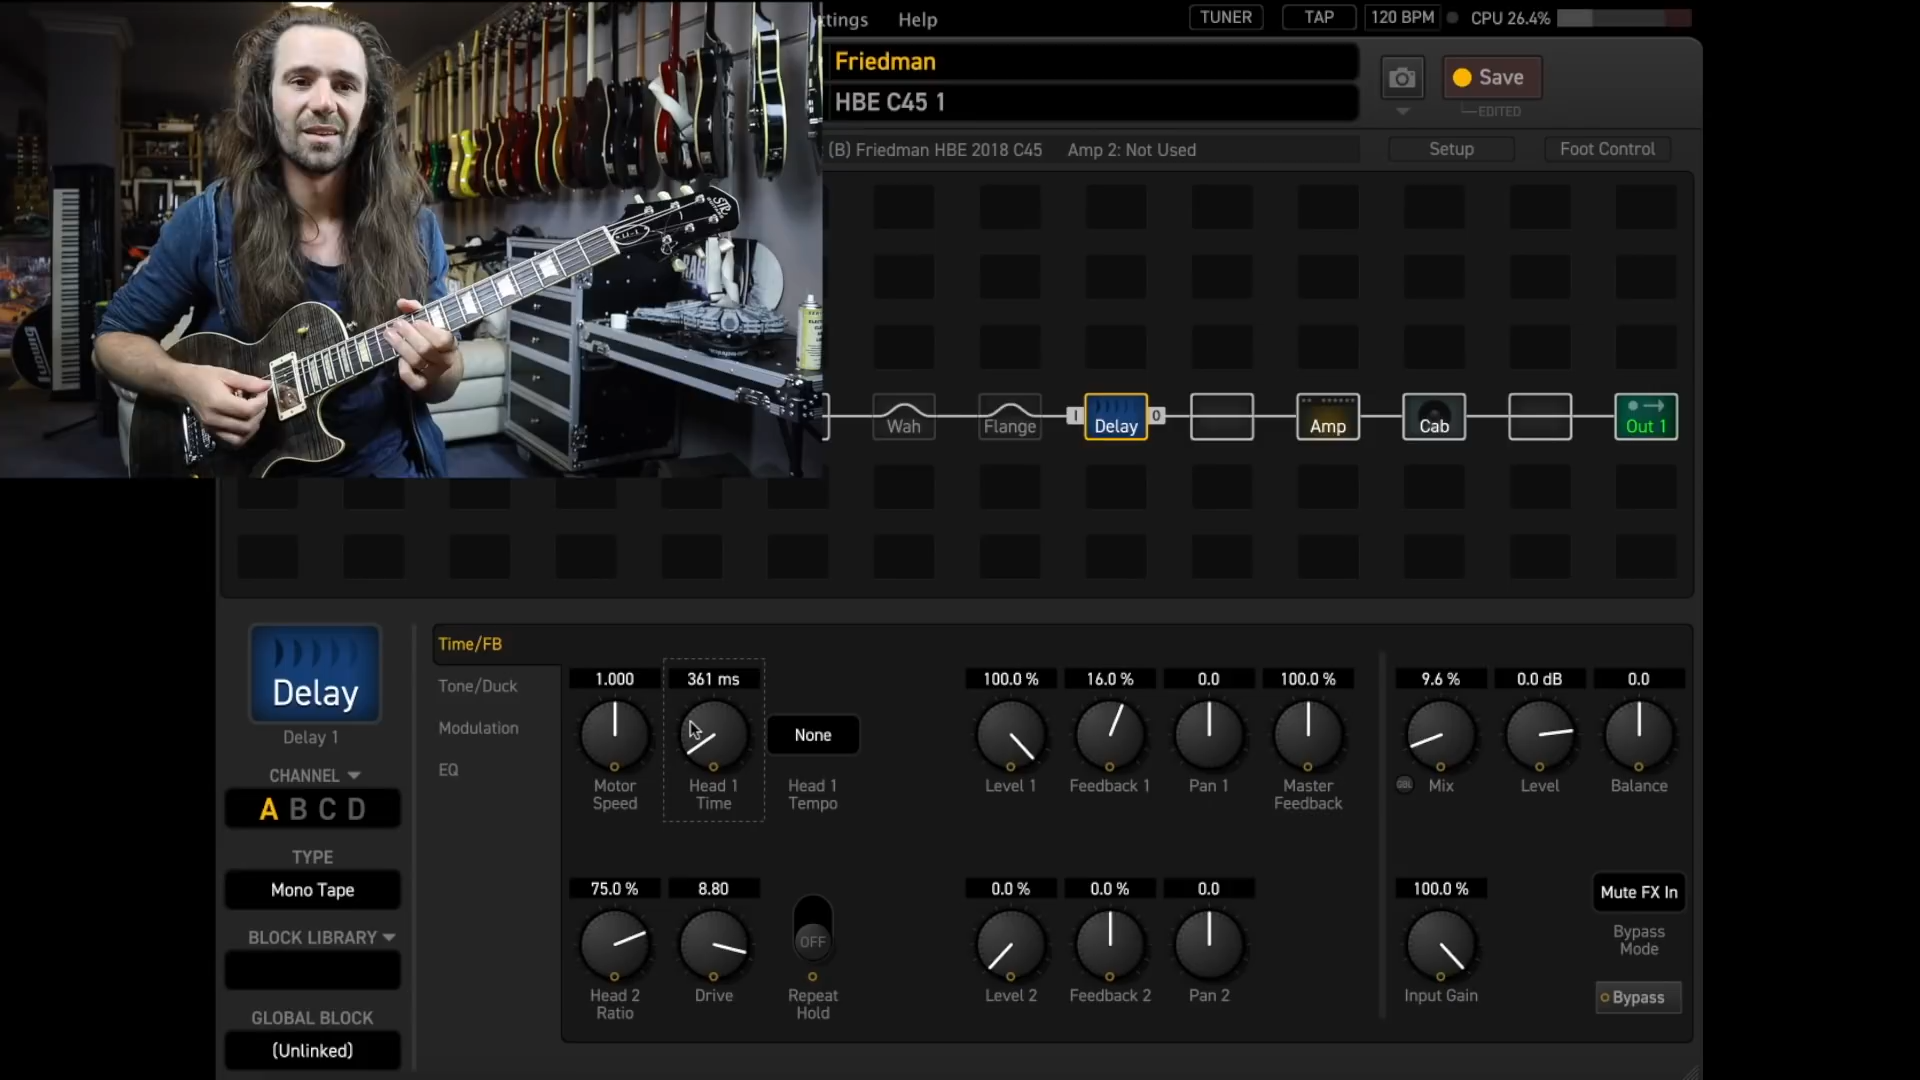 ttings Help TUNER TAP 120 BPM CPU 26.4%
Friedman
HBE C45 1
Save
EDITED
(B) Friedman HBE 2018 C45 Amp 2: Not Used Setup Foot Control
Wah Flange I Delay O Amp Cab Out 1
Delay
Delay 1
CHANNEL
A B C D
TYPE
Mono Tape
BLOCK LIBRARY
GLOBAL BLOCK
(Unlinked)
Time/FB
Tone/Duck
Modulation
EQ
1.000 361 ms 100.0 % 16.0 % 0.0 100.0 % 9.6 % 0.0 dB 0.0
None
Motor Speed
Head 1 Time
Head 1 Tempo
Level 1
Feedback 1
Pan 1
Master Feedback
GBL
Mix
Level
Balance
75.0 % 8.80 0.0 % 0.0 % 0.0 100.0 %
OFF
Mute FX In
Bypass Mode
Head 2 Ratio
Drive
Repeat Hold
Level 2
Feedback 2
Pan 2
Input Gain
Bypass